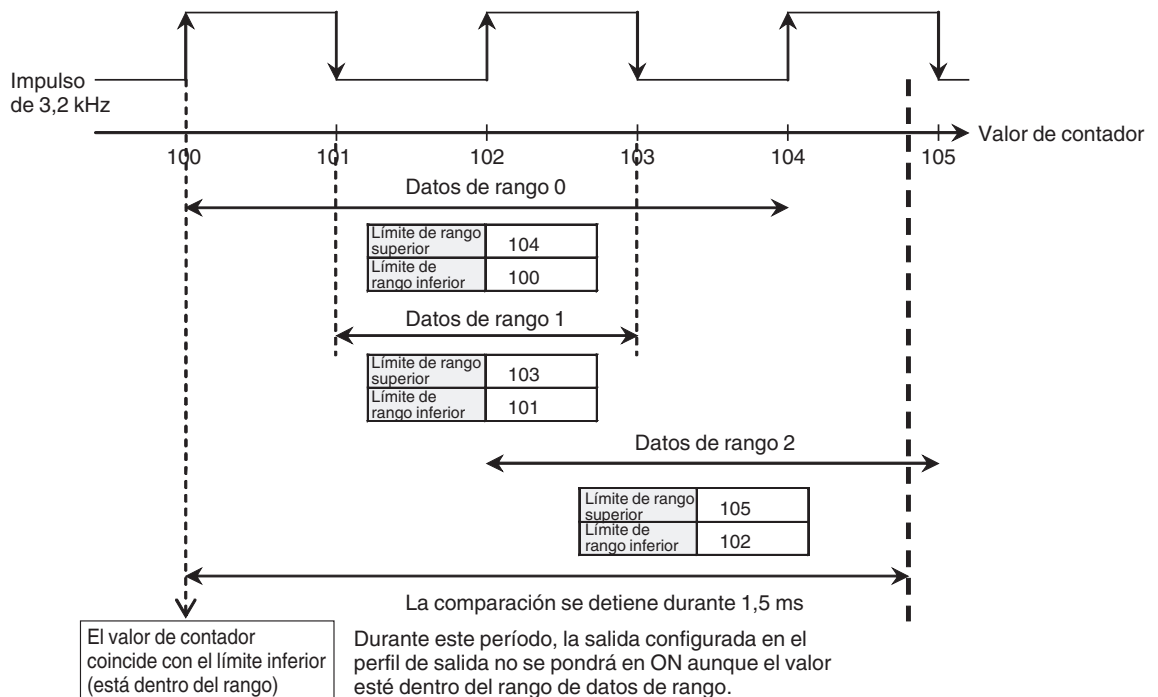 Impulso
de 3,2 kHz
Valor de contador
100 101 102 103 104 105
Datos de rango 0
Límite de rango
superior 104
Límite de
rango inferior 100
Datos de rango 1
Límite de rango
superior 103
Límite de
rango inferior 101
Datos de rango 2
Límite de rango
superior 105
Límite de
rango inferior 102
La comparación se detiene durante 1,5 ms
El valor de contador
coincide con el límite inferior
(está dentro del rango)
Durante este período, la salida configurada en el
perfil de salida no se pondrá en ON aunque el valor
esté dentro del rango de datos de rango.